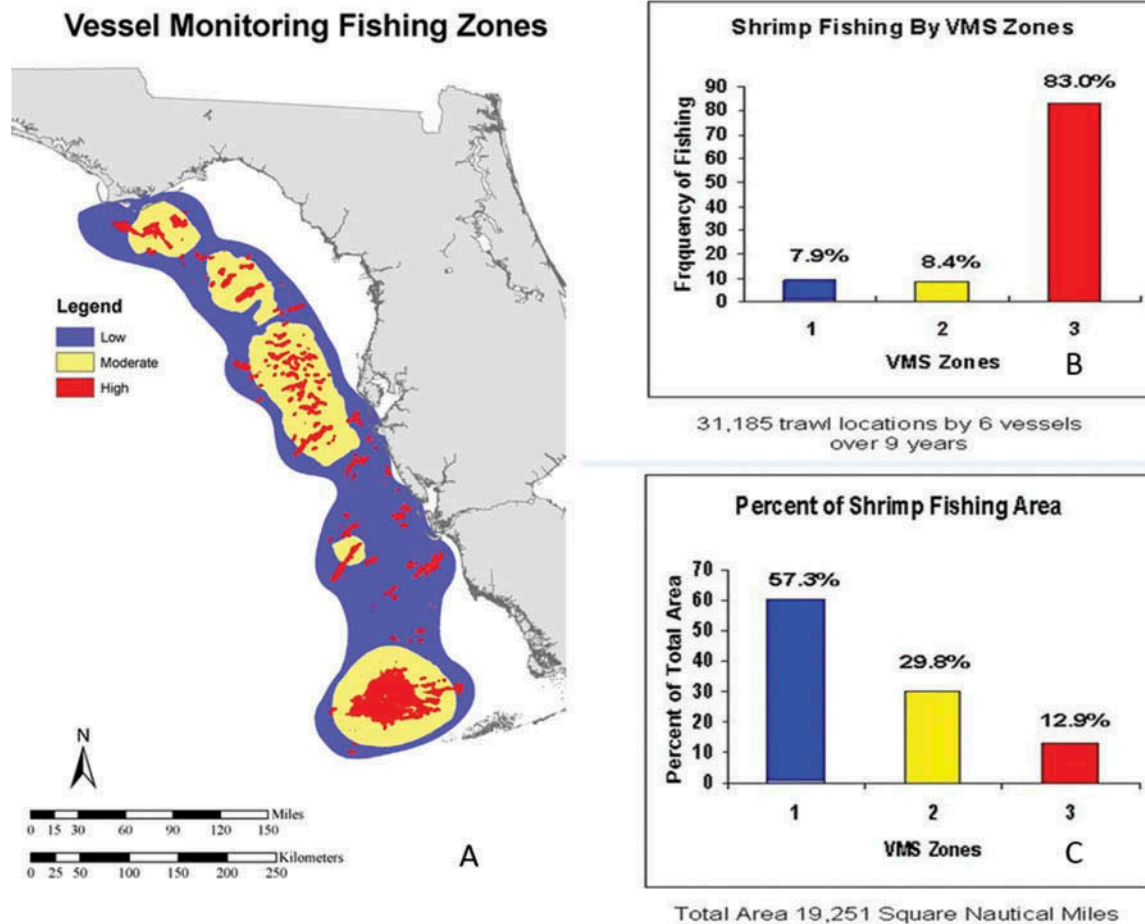 Vessel Monitoring Fishing Zones
Legend
Low
Moderate
High
N
Miles
0 15 30 60 90 120 150
Kilometers
0 25 50 100 150 200 250
A
Shrimp Fishing By VMS Zones
Frqquency of Fishing
90
80
70
60
50
40
30
20
10
0
7.9%
8.4%
83.0%
1 2 3
VMS Zones
B
31,185 trawl locations by 6 vessels
over 9 years
Percent of Shrimp Fishing Area
Percent of Total Area
70
60
50
40
30
20
10
0
57.3%
29.8%
12.9%
1 2 3
VMS Zones
C
Total Area 19,251 Square Nautical Miles